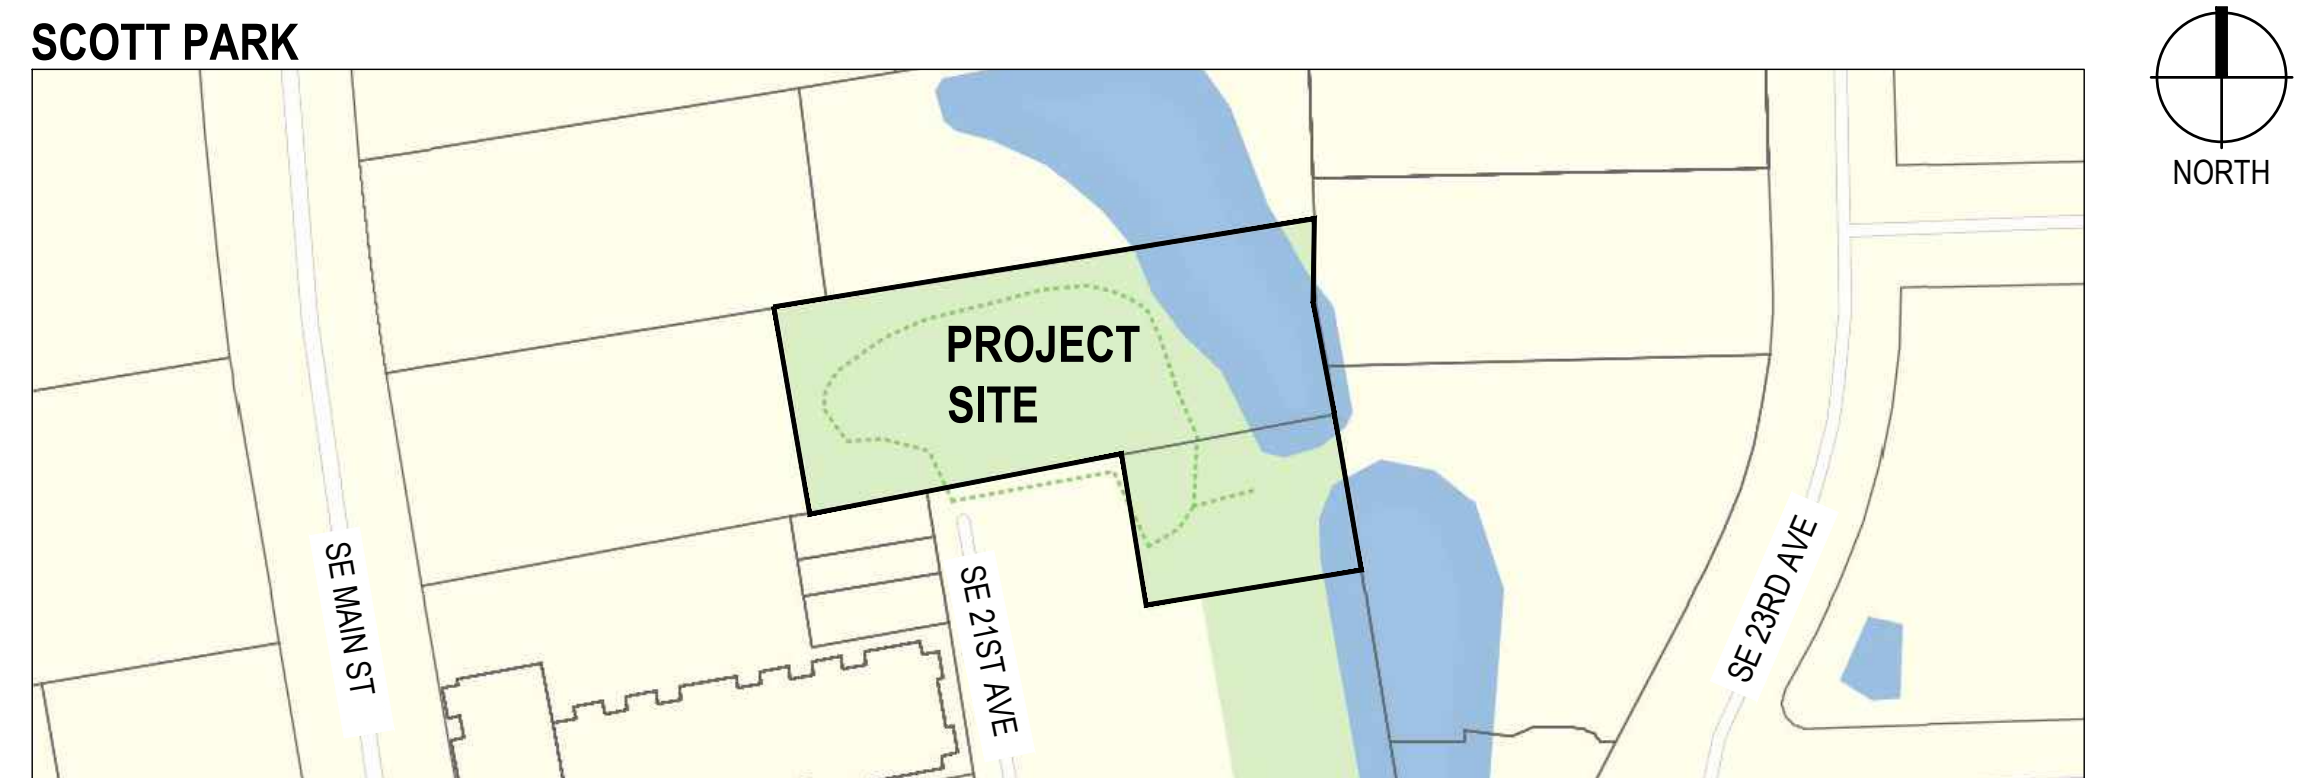 SCOTT PARK
NORTH
PROJECT
SITE
SE MAIN ST
SE 21ST AVE
SE 23RD AVE